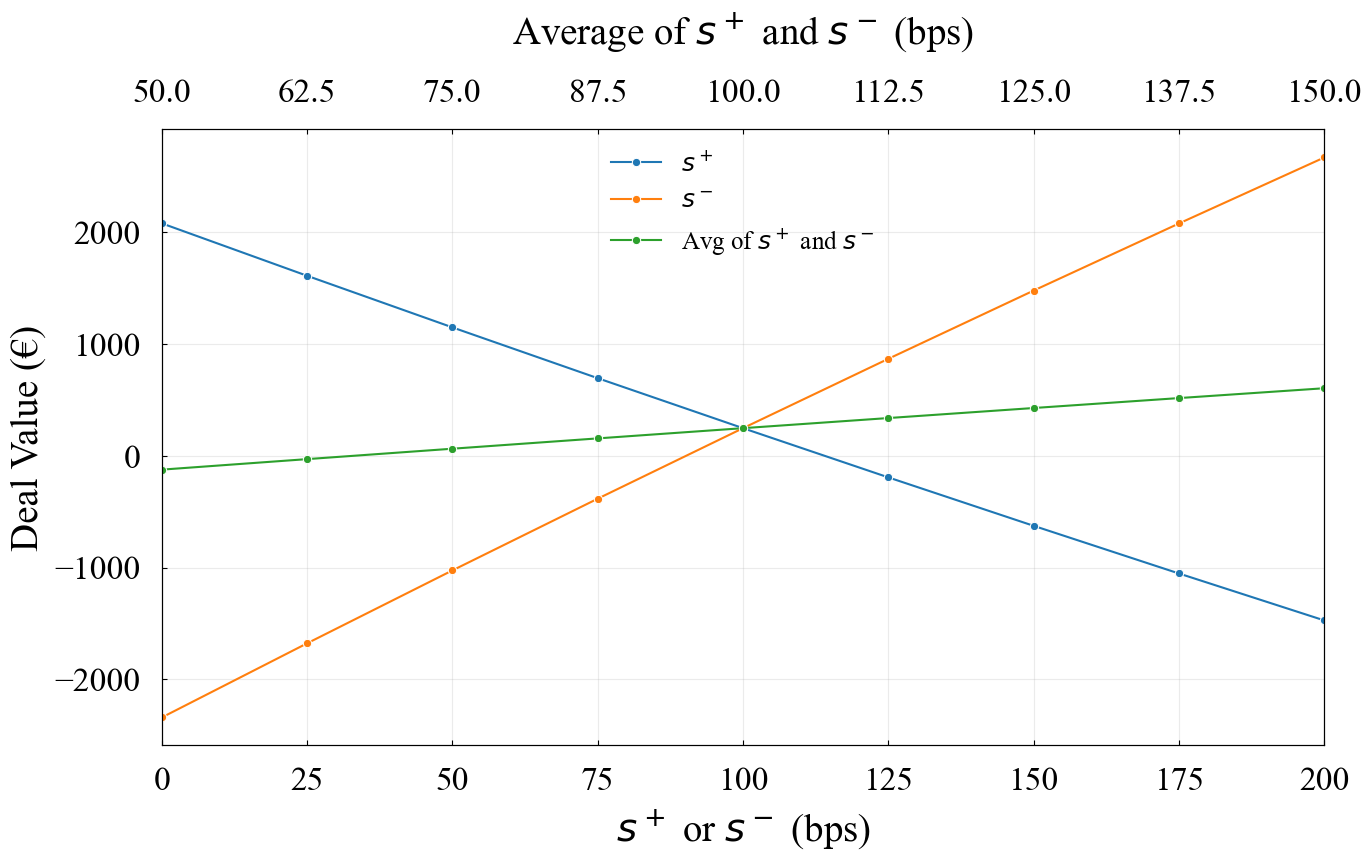 Average of s⁺ and s⁻ (bps)
50.0 62.5 75.0 87.5 100.0 112.5 125.0 137.5 150.0
s⁺
s⁻
Avg of s⁺ and s⁻
2000
1000
0
−1000
−2000
Deal Value (€)
0 25 50 75 100 125 150 175 200
s⁺ or s⁻ (bps)